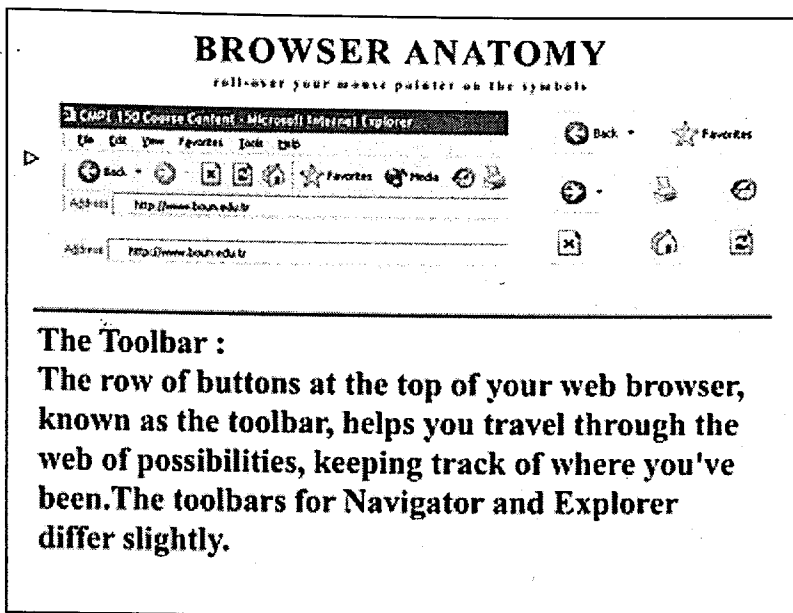 BROWSER ANATOMY
roll-over your mouse pointer on the symbols
CMPE 150 Course Content - Microsoft Internet Explorer
File Edit View Favorites Tools Help
Back Favorites Media
Address http://www.boun.edu.tr
Address http://www.boun.edu.tr
Back Favorites
The Toolbar :
The row of buttons at the top of your web browser,
known as the toolbar, helps you travel through the
web of possibilities, keeping track of where you've
been.The toolbars for Navigator and Explorer
differ slightly.